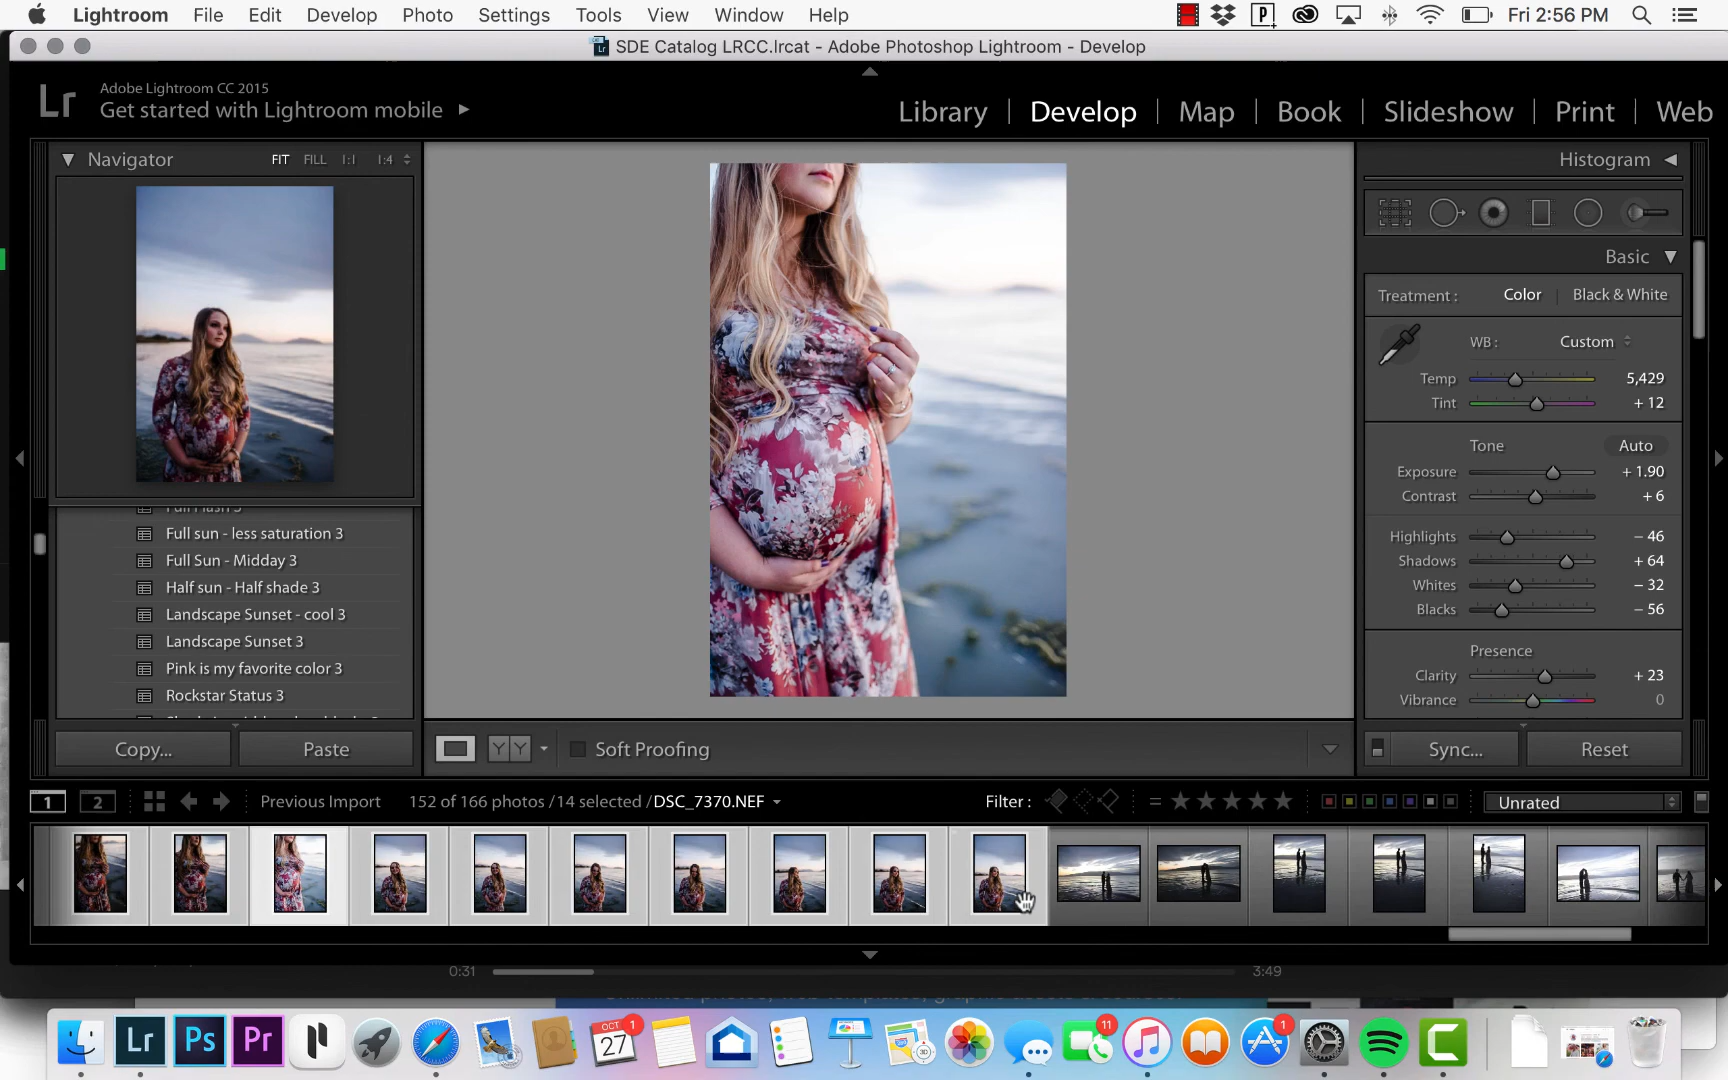 Lightroom File Edit Develop Photo Settings Tools View Window Help Fri 2:56 PM
SDE Catalog LRCC.lrcat - Adobe Photoshop Lightroom - Develop
Lr Adobe Lightroom CC 2015
Get started with Lightroom mobile
Library | Develop | Map | Book | Slideshow | Print | Web
Navigator FIT FILL 1:1 1:4
Full Flash 3
Full sun - less saturation 3
Full Sun - Midday 3
Half sun - Half shade 3
Landscape Sunset - cool 3
Landscape Sunset 3
Pink is my favorite color 3
Rockstar Status 3
Copy... Paste
Soft Proofing
Histogram
Basic
Treatment : Color Black & White
WB : Custom
Temp 5,429
Tint + 12
Tone Auto
Exposure + 1.90
Contrast + 6
Highlights – 46
Shadows + 64
Whites – 32
Blacks – 56
Presence
Clarity + 23
Vibrance 0
Sync... Reset
1 2 Previous Import 152 of 166 photos /14 selected /DSC_7370.NEF Filter : Unrated
0:31 3:49
Lr Ps Pr OCT 27 1 11 1